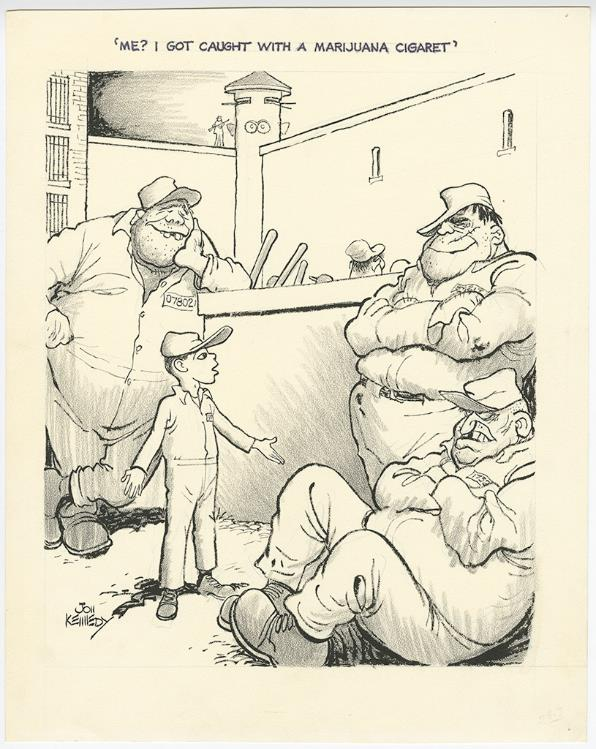 'ME? I GOT CAUGHT WITH A MARIJUANA CIGARET'
07802
JON
KENNEDY